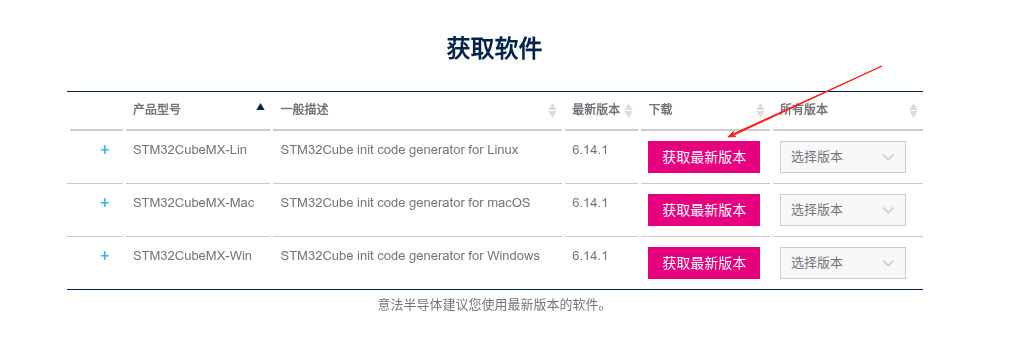 获取软件
产品型号 一般描述 最新版本 下载 所有版本
+ STM32CubeMX-Lin STM32Cube init code generator for Linux 6.14.1 获取最新版本 选择版本
+ STM32CubeMX-Mac STM32Cube init code generator for macOS 6.14.1 获取最新版本 选择版本
+ STM32CubeMX-Win STM32Cube init code generator for Windows 6.14.1 获取最新版本 选择版本
意法半导体建议您使用最新版本的软件。